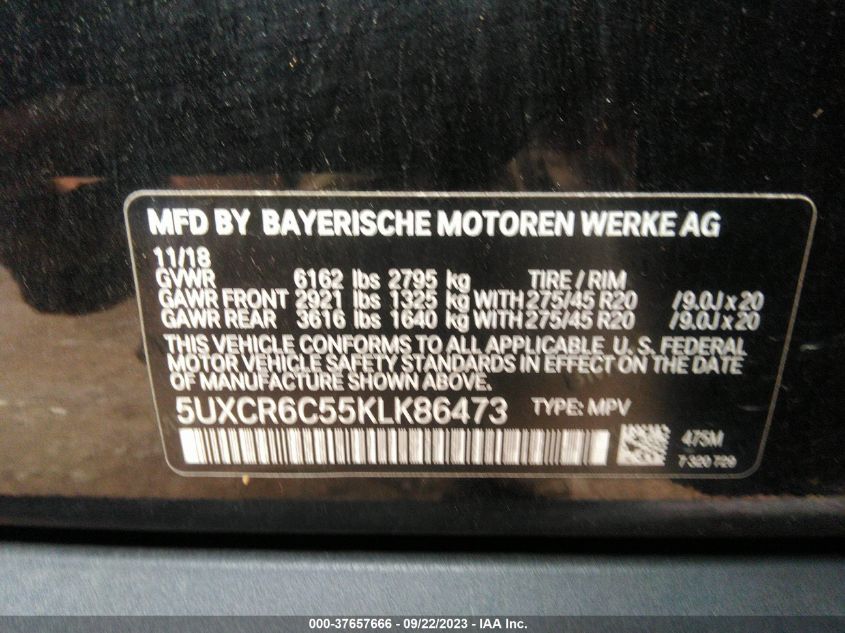 MFD BY BAYERISCHE MOTOREN WERKE AG
11/18
GVWR 6162 lbs 2795 kg TIRE / RIM
GAWR FRONT 2921 lbs 1325 kg WITH 275/45 R20 /9.0J x 20
GAWR REAR 3616 lbs 1640 kg WITH 275/45 R20 /9.0J x 20
THIS VEHICLE CONFORMS TO ALL APPLICABLE U. S. FEDERAL
MOTOR VEHICLE SAFETY STANDARDS IN EFFECT ON THE DATE
OF MANUFACTURE SHOWN ABOVE.
5UXCR6C55KLK86473 TYPE: MPV
475M
7 320 729
000-37657666 - 09/22/2023 - IAA Inc.